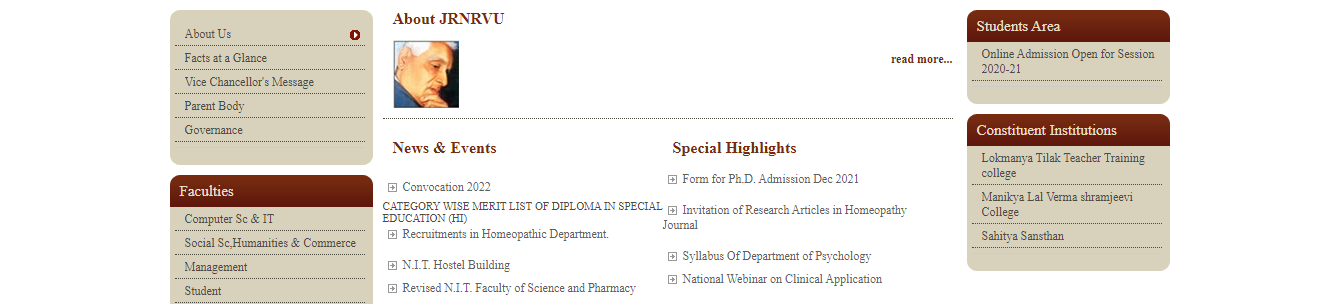 About Us
Facts at a Glance
Vice Chancellor's Message
Parent Body
Governance
Faculties
Computer Sc & IT
Social Sc,Humanities & Commerce
Management
Student
About JRNRVU
read more...
News & Events
Convocation 2022
CATEGORY WISE MERIT LIST OF DIPLOMA IN SPECIAL
EDUCATION (HI)
Recruitments in Homeopathic Department.
N.I.T. Hostel Building
Revised N.I.T. Faculty of Science and Pharmacy
Special Highlights
Form for Ph.D. Admission Dec 2021
Invitation of Research Articles in Homeopathy
Journal
Syllabus Of Department of Psychology
National Webinar on Clinical Application
Students Area
Online Admission Open for Session
2020-21
Constituent Institutions
Lokmanya Tilak Teacher Training
college
Manikya Lal Verma shramjeevi
College
Sahitya Sansthan